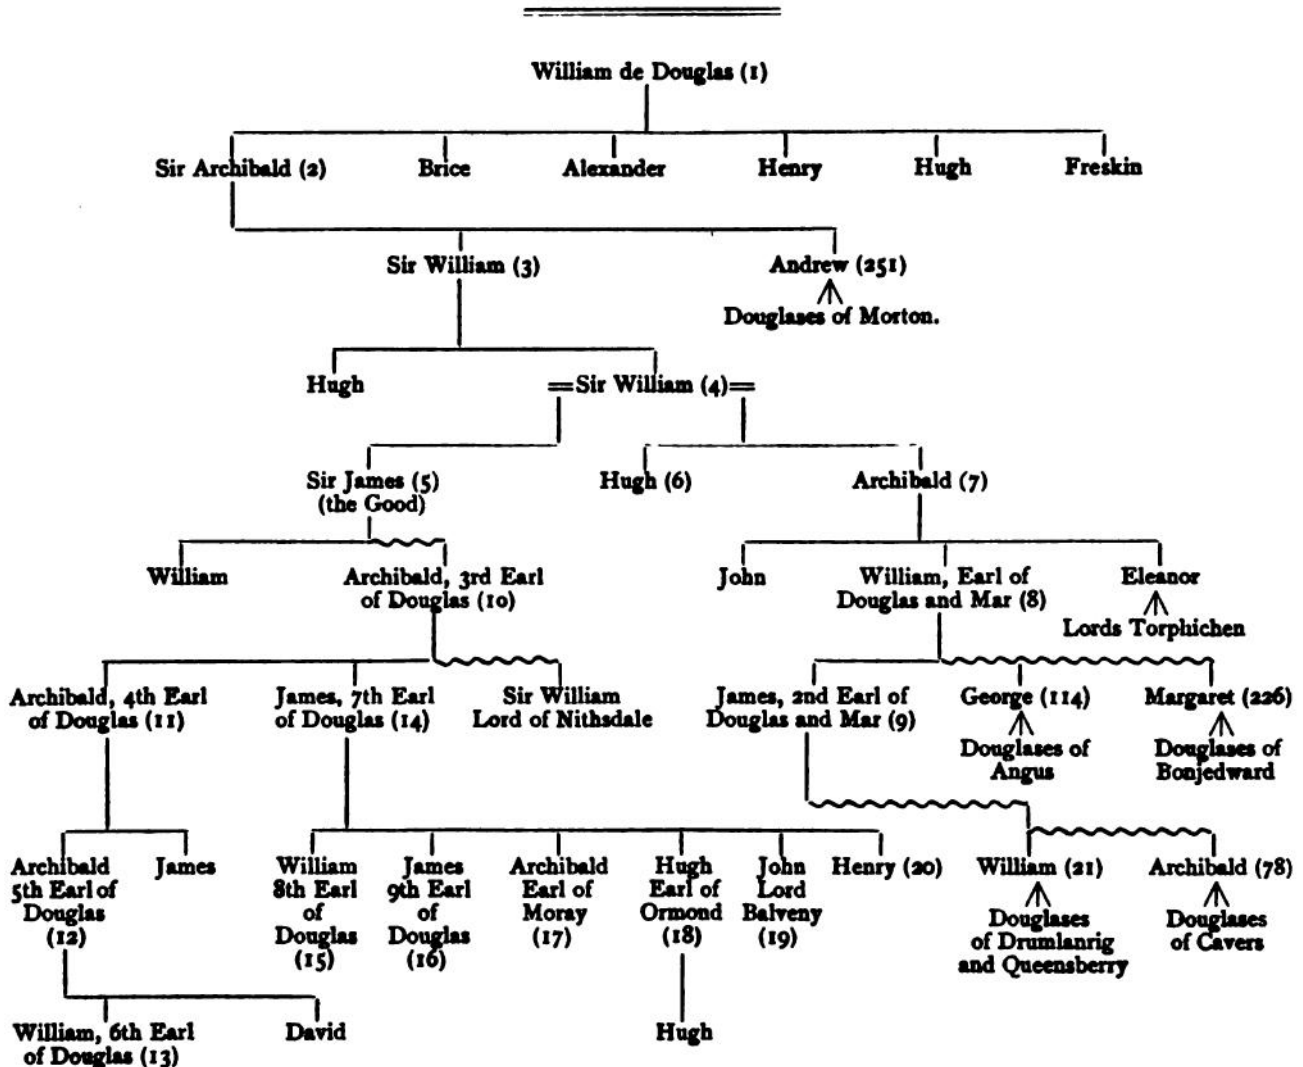 William de Douglas (1)
Sir Archibald (2) Brice Alexander Henry Hugh Freskin
Sir William (3) Andrew (251)
Douglases of Morton.
Hugh =Sir William (4)=
Sir James (5)
(the Good)
Hugh (6) Archibald (7)
William
Archibald, 3rd Earl
of Douglas (10)
John
William, Earl of
Douglas and Mar (8)
Eleanor
Lords Torphichen
Archibald, 4th Earl
of Douglas (11)
James, 7th Earl
of Douglas (14)
Sir William
Lord of Nithsdale
James, 2nd Earl of
Douglas and Mar (9)
George (114)
Douglases of
Angus
Margaret (226)
Douglases of
Bonjedward
Archibald
5th Earl of
Douglas
(12)
James
William
8th Earl
of
Douglas
(15)
James
9th Earl
of
Douglas
(16)
Archibald
Earl of
Moray
(17)
Hugh
Earl of
Ormond
(18)
John
Lord
Balveny
(19)
Henry (20)
William (21)
Douglases
of Drumlanrig
and Queensberry
Archibald (78)
Douglases
of Cavers
William, 6th Earl
of Douglas (13)
David
Hugh